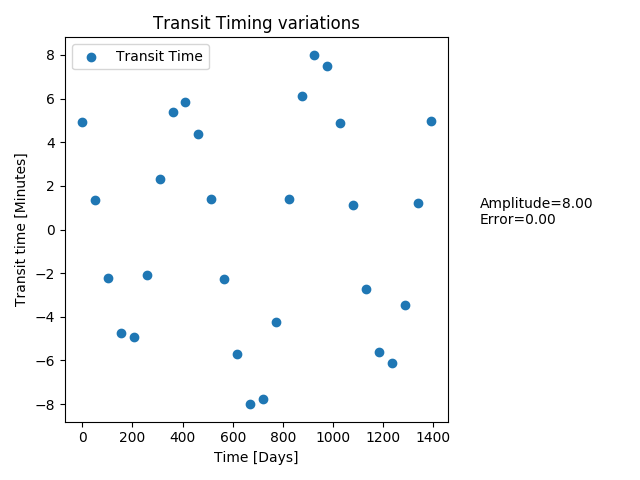 Transit Timing variations
Transit Time
8
6
4
2
0
−2
−4
−6
−8
Transit time [Minutes]
0 200 400 600 800 1000 1200 1400
Time [Days]
Amplitude=8.00
Error=0.00